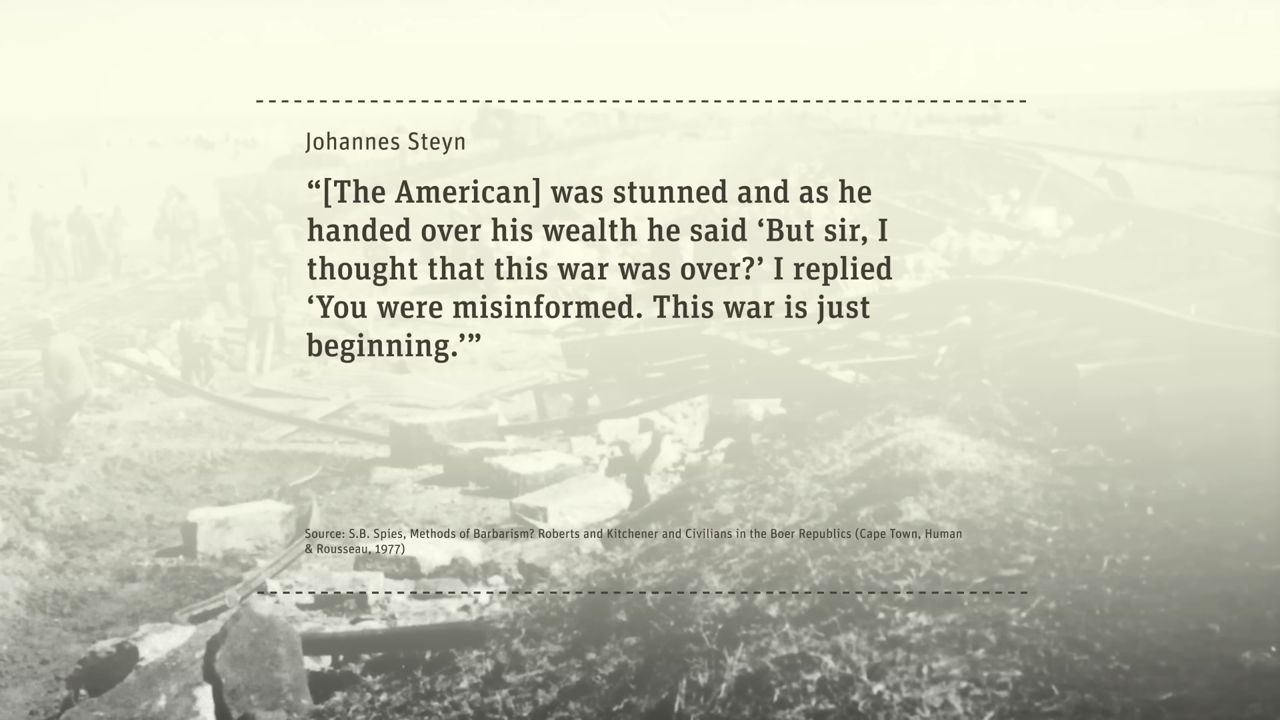 Johannes Steyn
“[The American] was stunned and as he
handed over his wealth he said ‘But sir, I
thought that this war was over?’ I replied
‘You were misinformed. This war is just
beginning.’”
Source: S.B. Spies, Methods of Barbarism? Roberts and Kitchener and Civilians in the Boer Republics (Cape Town, Human
& Rousseau, 1977)